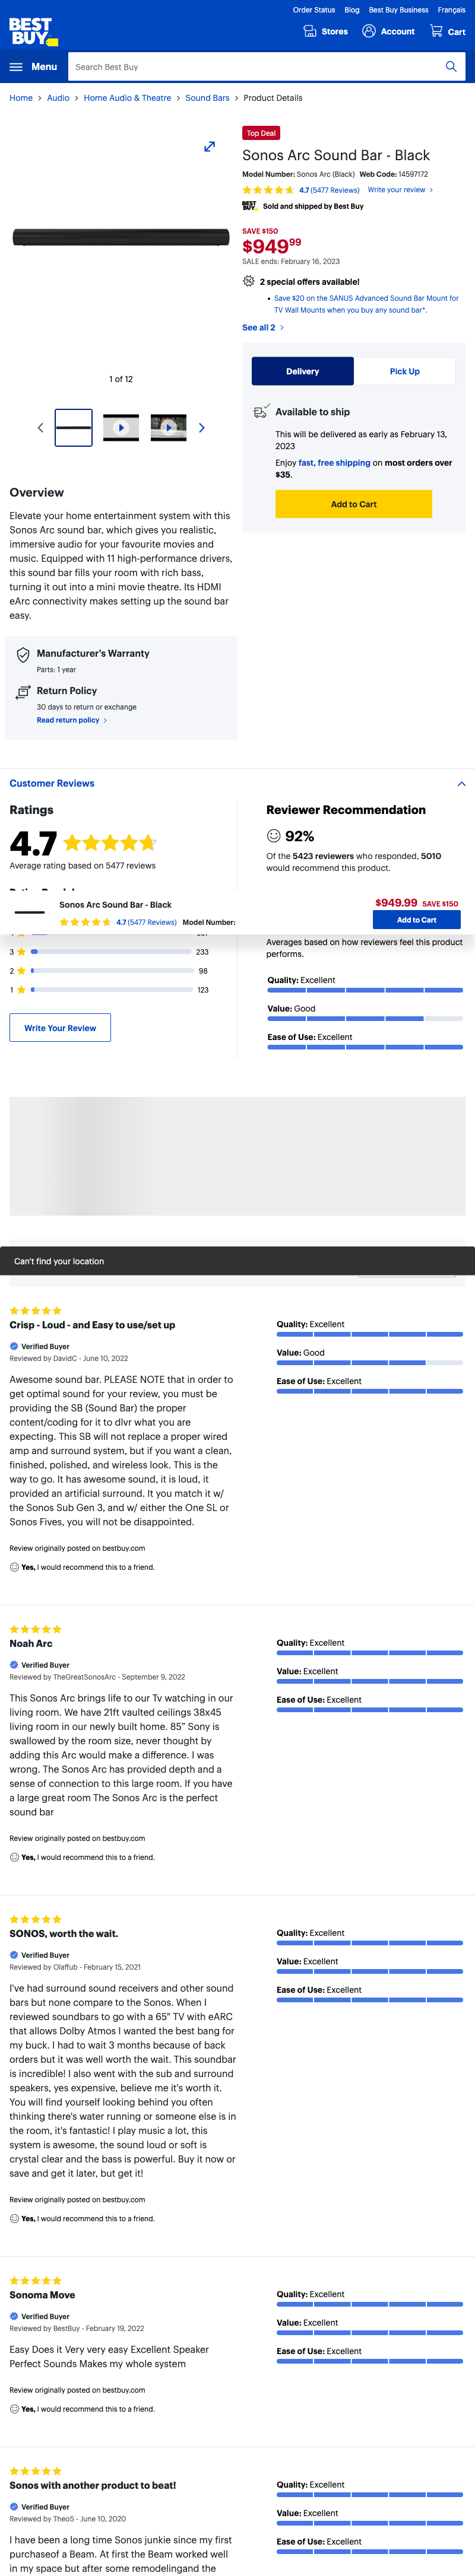 Order Status Blog Best Buy Business Français
BEST BUY
Stores Account Cart
Menu Search Best Buy
Home > Audio > Home Audio & Theatre > Sound Bars > Product Details
Top Deal
Sonos Arc Sound Bar - Black
Model Number: Sonos Arc (Black) Web Code: 14597172
4.7 (5477 Reviews) Write your review
BEST BUY Sold and shipped by Best Buy
SAVE $150
$949.99
SALE ends: February 16, 2023
2 special offers available!
• Save $20 on the SANUS Advanced Sound Bar Mount for
TV Wall Mounts when you buy any sound bar*.
See all 2
1 of 12
Delivery Pick Up
Available to ship
This will be delivered as early as February 13,
2023
Enjoy fast, free shipping on most orders over
$35.
Add to Cart
Overview
Elevate your home entertainment system with this
Sonos Arc sound bar, which gives you realistic,
immersive audio for your favourite movies and
music. Equipped with 11 high-performance drivers,
this sound bar fills your room with rich bass,
turning it out into a mini movie theatre. Its HDMI
eArc connectivity makes setting up the sound bar
easy.
Manufacturer's Warranty
Parts: 1 year
Return Policy
30 days to return or exchange
Read return policy
Customer Reviews
Ratings
4.7
Average rating based on 5477 reviews
Reviewer Recommendation
92%
Of the 5423 reviewers who responded, 5010
would recommend this product.
Sonos Arc Sound Bar - Black
4.7 (5477 Reviews) Model Number:
$949.99 SAVE $150
Add to Cart
3 233
2 98
1 123
Write Your Review
Averages based on how reviewers feel this product
performs.
Quality: Excellent
Value: Good
Ease of Use: Excellent
Can't find your location
Crisp - Loud - and Easy to use/set up
Verified Buyer
Reviewed by DavidC - June 10, 2022
Awesome sound bar. PLEASE NOTE that in order to
get optimal sound for your review, you must be
providing the SB (Sound Bar) the proper
content/coding for it to dlvr what you are
expecting. This SB will not replace a proper wired
amp and surround system, but if you want a clean,
finished, polished, and wireless look. This is the
way to go. It has awesome sound, it is loud, it
provided an artificial surround. It you match it w/
the Sonos Sub Gen 3, and w/ either the One SL or
Sonos Fives, you will not be disappointed.
Review originally posted on bestbuy.com
Yes, I would recommend this to a friend.
Quality: Excellent
Value: Good
Ease of Use: Excellent
Noah Arc
Verified Buyer
Reviewed by TheGreatSonosArc - September 9, 2022
This Sonos Arc brings life to our Tv watching in our
living room. We have 21ft vaulted ceilings 38x45
living room in our newly built home. 85" Sony is
swallowed by the room size, never thought by
adding this Arc would make a difference. I was
wrong. The Sonos Arc has provided depth and a
sense of connection to this large room. If you have
a large great room The Sonos Arc is the perfect
sound bar
Review originally posted on bestbuy.com
Yes, I would recommend this to a friend.
Quality: Excellent
Value: Excellent
Ease of Use: Excellent
SONOS, worth the wait.
Verified Buyer
Reviewed by Olaffub - February 15, 2021
I've had surround sound receivers and other sound
bars but none compare to the Sonos. When I
reviewed soundbars to go with a 65" TV with eARC
that allows Dolby Atmos I wanted the best bang for
my buck. I had to wait 3 months because of back
orders but it was well worth the wait. This soundbar
is incredible! I also went with the sub and surround
speakers, yes expensive, believe me it's worth it.
You will find yourself looking behind you often
thinking there's water running or someone else is in
the room, it's fantastic! I play music a lot, this
system is awesome, the sound loud or soft is
crystal clear and the bass is powerful. Buy it now or
save and get it later, but get it!
Review originally posted on bestbuy.com
Yes, I would recommend this to a friend.
Quality: Excellent
Value: Excellent
Ease of Use: Excellent
Sonoma Move
Verified Buyer
Reviewed by BestBuy - February 19, 2022
Easy Does it Very very easy Excellent Speaker
Perfect Sounds Makes my whole system
Review originally posted on bestbuy.com
Yes, I would recommend this to a friend.
Quality: Excellent
Value: Excellent
Ease of Use: Excellent
Sonos with another product to beat!
Verified Buyer
Reviewed by TheoS - June 10, 2020
I have been a long time Sonos junkie since my first
purchaseof a Beam. At first the Beam worked well
in my space but after some remodelingand the
Quality: Excellent
Value: Excellent
Ease of Use: Excellent